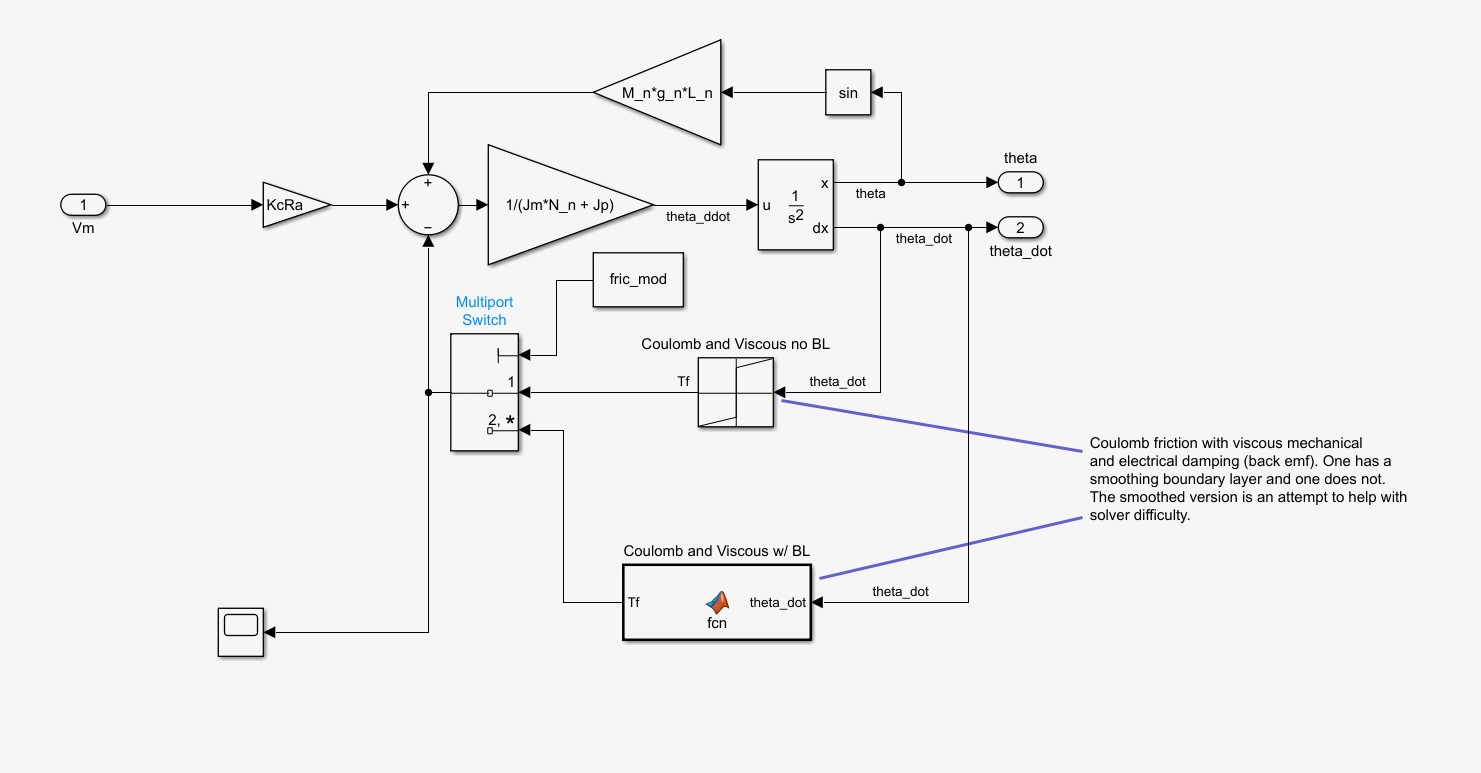 M_n*g_n*L_n
sin
theta
1
Vm
KcRa
+
+
−
1/(Jm*N_n + Jp)
theta_ddot
u
1
s2
x
dx
theta
1
theta_dot
2
theta_dot
fric_mod
Multiport
Switch
1
2, *
Coulomb and Viscous no BL
Tf
theta_dot
Coulomb friction with viscous mechanical
and electrical damping (back emf). One has a
smoothing boundary layer and one does not.
The smoothed version is an attempt to help with
solver difficulty.
Coulomb and Viscous w/ BL
Tf
fcn
theta_dot
theta_dot